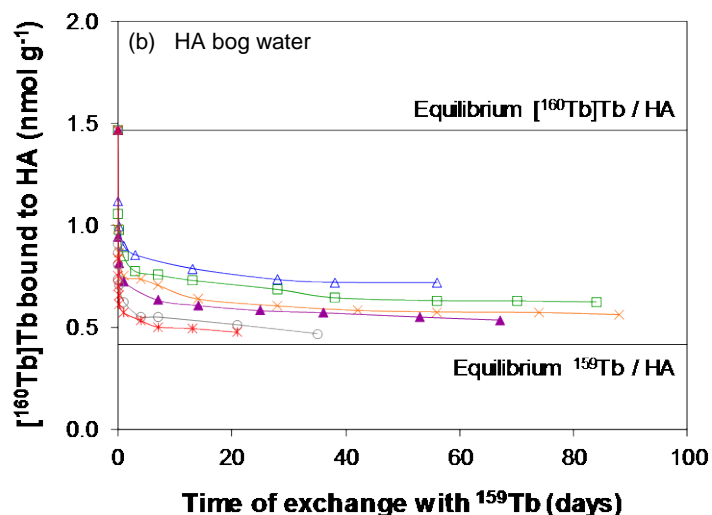 (b) HA bog water
Equilibrium [¹⁶⁰Tb]Tb / HA
Equilibrium ¹⁵⁹Tb / HA
[¹⁶⁰Tb]Tb bound to HA (nmol g⁻¹)
2.0
1.5
1.0
0.5
0.0
0 20 40 60 80 100
Time of exchange with ¹⁵⁹Tb (days)